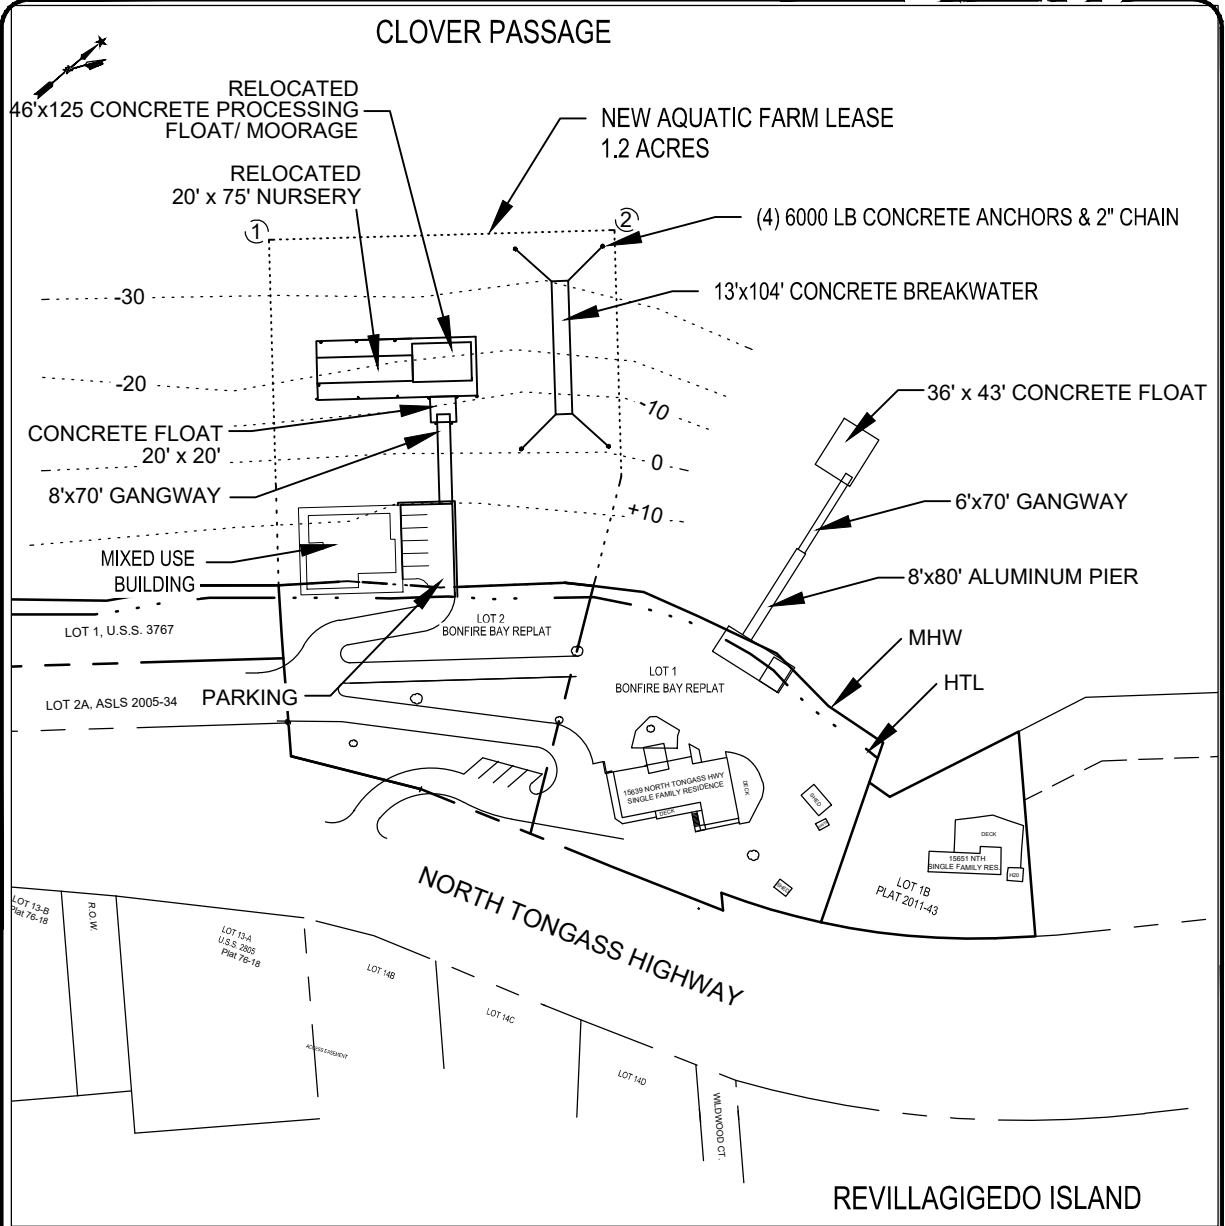 CLOVER PASSAGE
RELOCATED
46'x125 CONCRETE PROCESSING
FLOAT/ MOORAGE
NEW AQUATIC FARM LEASE
1.2 ACRES
RELOCATED
20' x 75' NURSERY
1
2
(4) 6000 LB CONCRETE ANCHORS & 2" CHAIN
-30
13'x104' CONCRETE BREAKWATER
-20
-10
36' x 43' CONCRETE FLOAT
CONCRETE FLOAT
20' x 20'
0
8'x70' GANGWAY
6'x70' GANGWAY
+10
MIXED USE
BUILDING
8'x80' ALUMINUM PIER
LOT 1, U.S.S. 3767
LOT 2
BONFIRE BAY REPLAT
MHW
LOT 1
BONFIRE BAY REPLAT
HTL
LOT 2A, ASLS 2005-34
PARKING
15639 NORTH TONGASS HWY
SINGLE FAMILY RESIDENCE
DECK
DECK
SHED
DECK
15651 NTH
SINGLE FAMILY RES.
H20
SHED
LOT 1B
PLAT 2011-43
NORTH TONGASS HIGHWAY
LOT 13-B
Plat 76-18
R.O.W.
LOT 13-A
U.S.S. 2805
Plat 76-18
LOT 14B
LOT 14C
ACCESS EASEMENT
LOT 14D
WILDWOOD CT.
REVILLAGIGEDO ISLAND